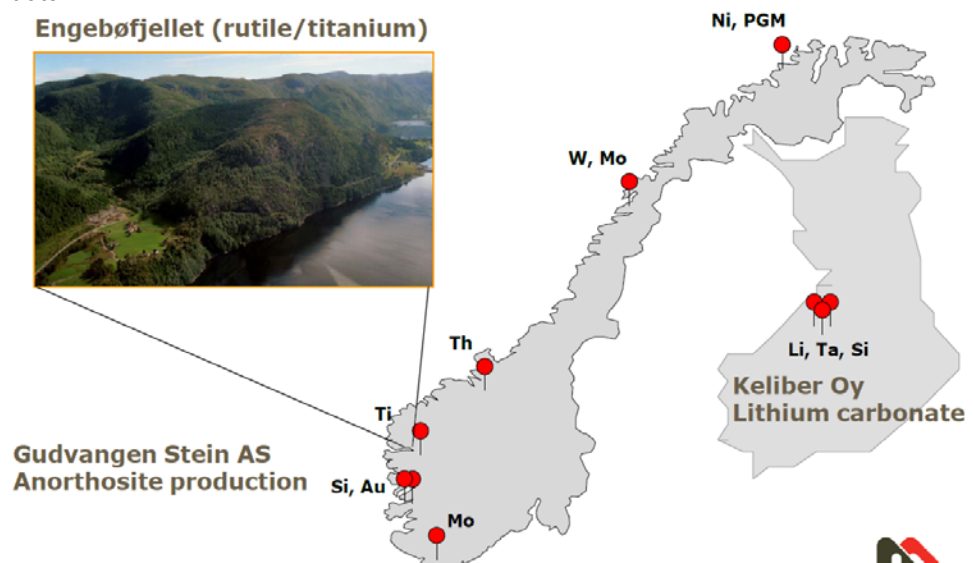 Engebøfjellet (rutile/titanium)
Ni, PGM
W, Mo
Th
Li, Ta, Si
Keliber Oy
Lithium carbonate
Ti
Gudvangen Stein AS
Anorthosite production
Si, Au
Mo